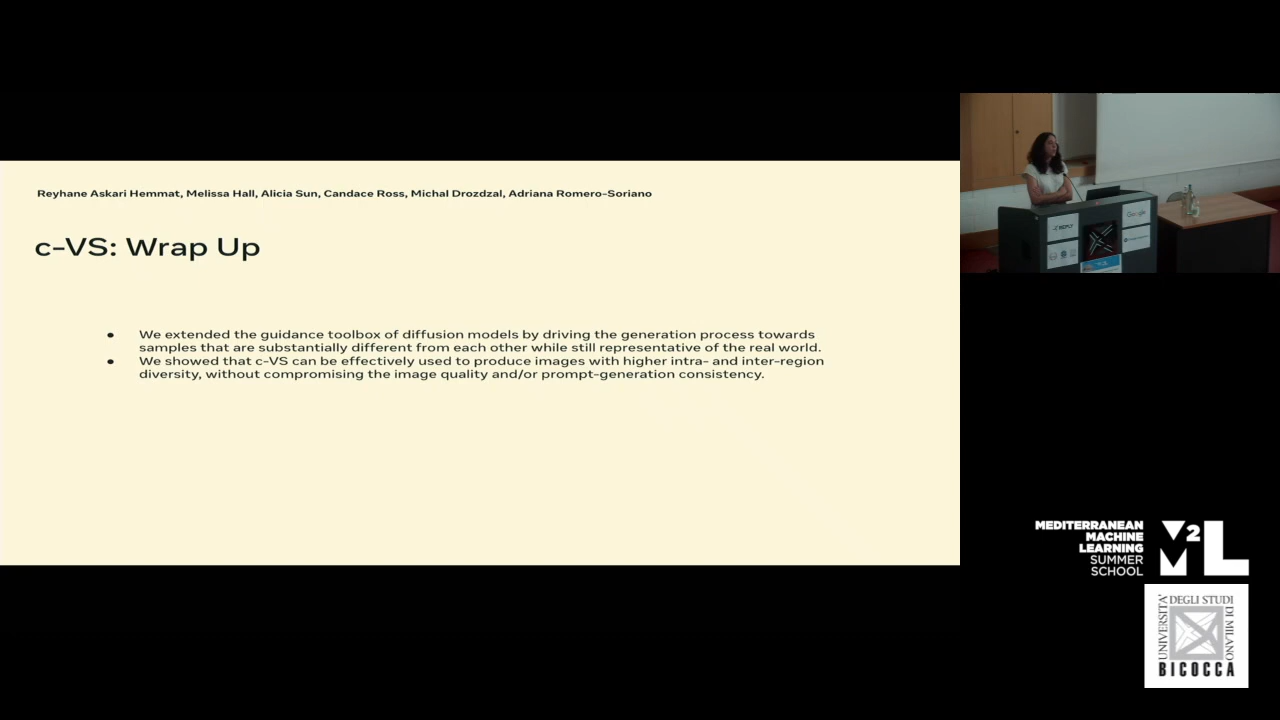 Reyhane Askari Hemmat, Melissa Hall, Alicia Sun, Candace Ross, Michal Drozdzal, Adriana Romero-Soriano
c-VS: Wrap Up
● We extended the guidance toolbox of diffusion models by driving the generation process towards
samples that are substantially different from each other while still representative of the real world.
● We showed that c-VS can be effectively used to produce images with higher intra- and inter-region
diversity, without compromising the image quality and/or prompt-generation consistency.
REPLY
Google
MEDITERRANEAN
MACHINE
LEARNING
SUMMER
SCHOOL
M2L
UNIVERSITÀ
DEGLI STUDI
DI MILANO
BICOCCA